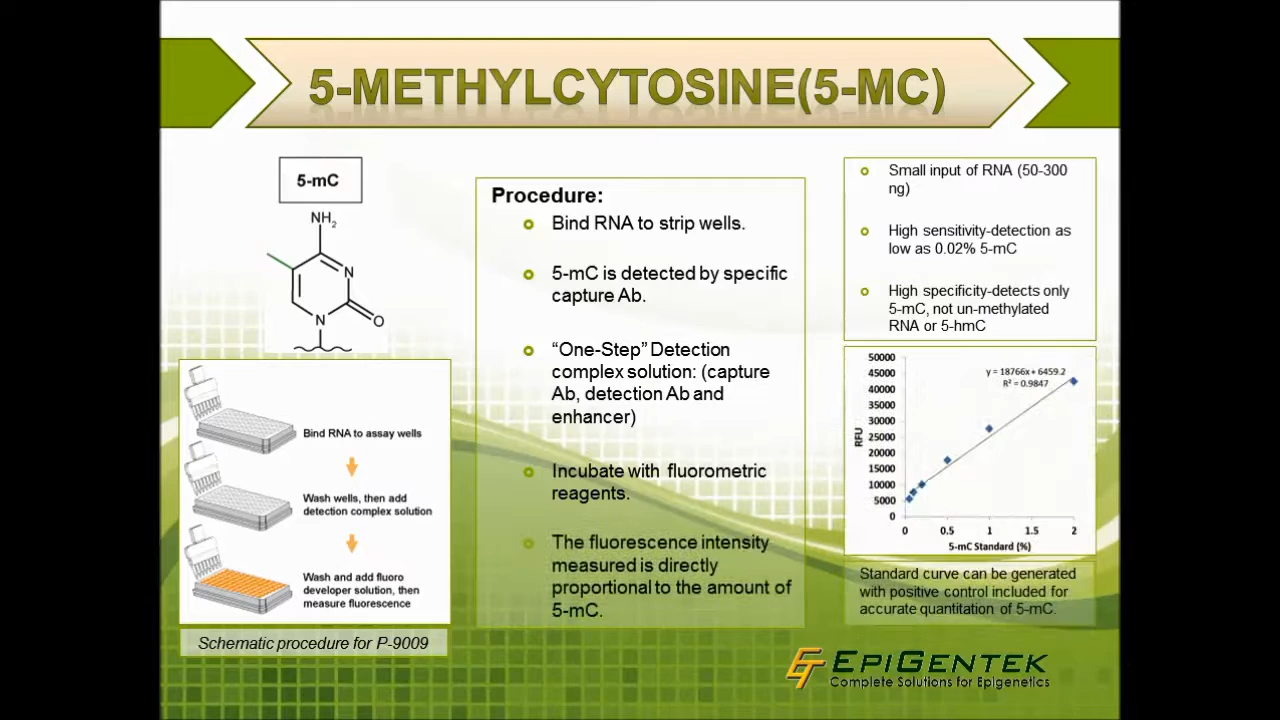 5-METHYLCYTOSINE(5-MC)
5-mC
NH2
N
N
O
Bind RNA to assay wells
Wash wells, then add
detection complex solution
Wash and add fluoro
developer solution, then
measure fluorescence
Schematic procedure for P-9009
Procedure:
Bind RNA to strip wells.
5-mC is detected by specific
capture Ab.
“One-Step” Detection
complex solution: (capture
Ab, detection Ab and
enhancer)
Incubate with fluorometric
reagents.
The fluorescence intensity
measured is directly
proportional to the amount of
5-mC.
Small input of RNA (50-300
ng)
High sensitivity-detection as
low as 0.02% 5-mC
High specificity-detects only
5-mC, not un-methylated
RNA or 5-hmC
50000
45000
40000
35000
30000
25000
20000
15000
10000
5000
0
RFU
y = 18766x + 6459.2
R² = 0.9847
0 0.5 1 1.5 2
5-mC Standard (%)
Standard curve can be generated
with positive control included for
accurate quantitation of 5-mC.
EPIGENTEK
Complete Solutions for Epigenetics